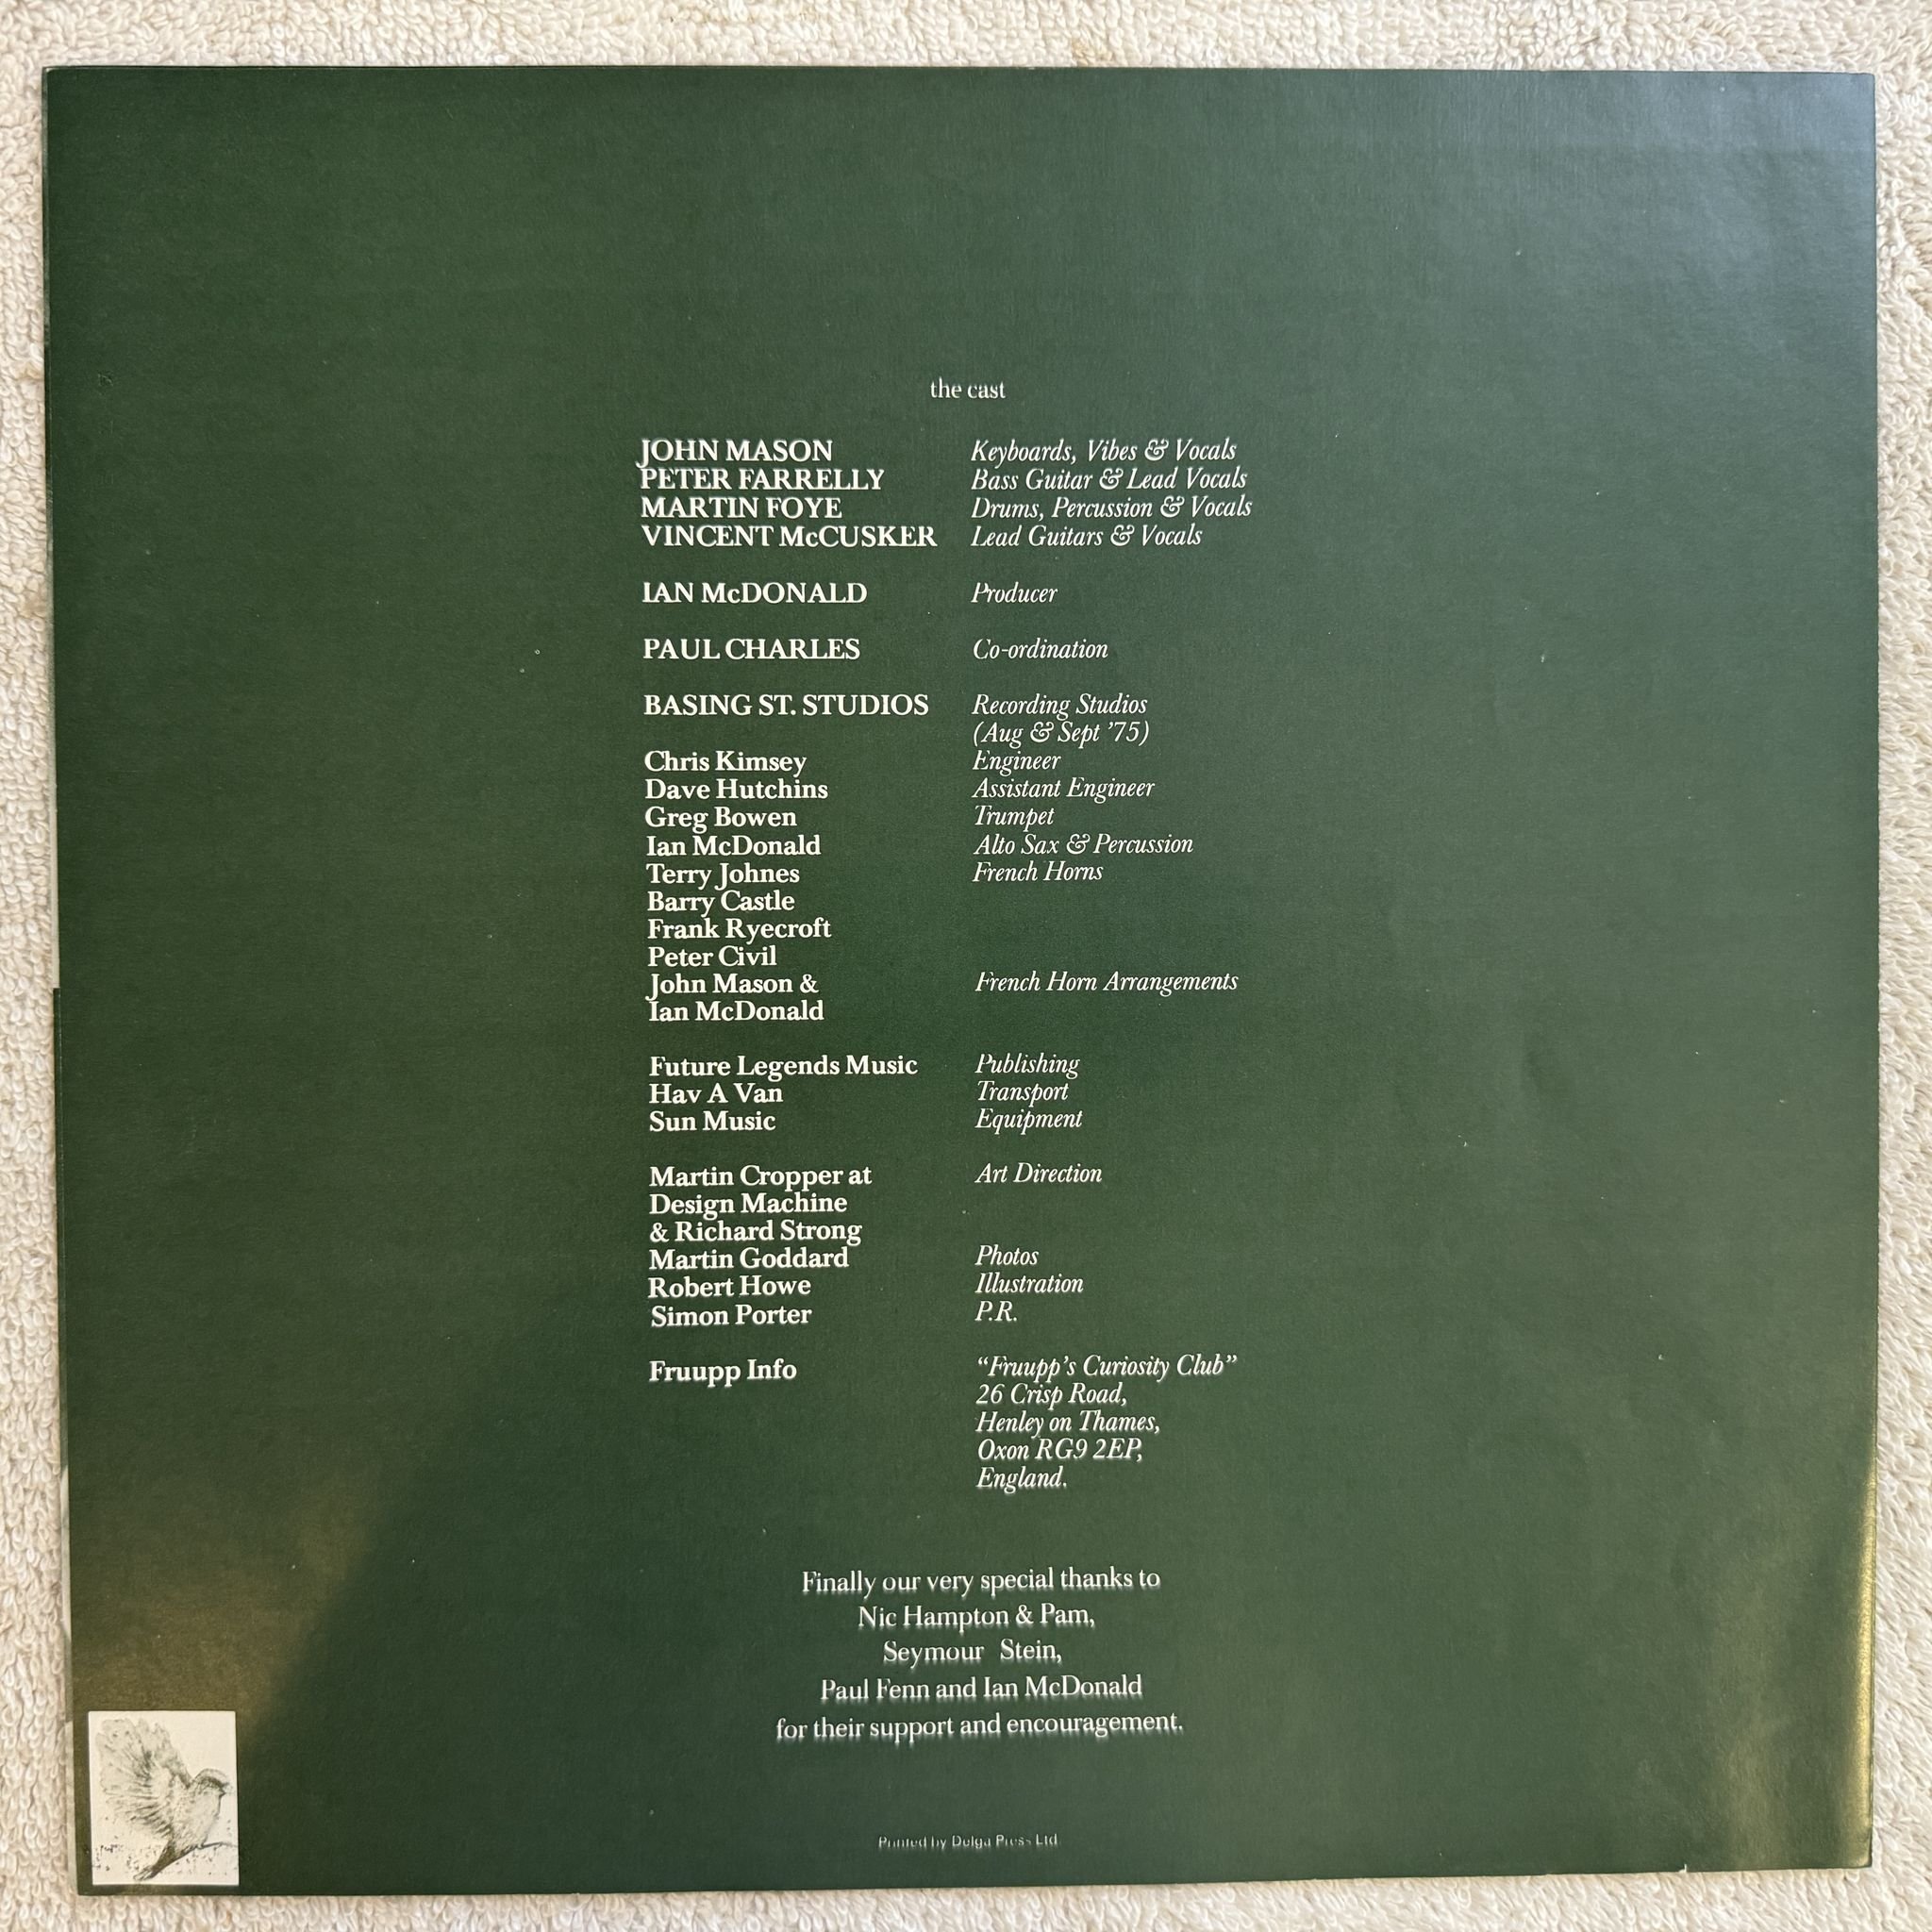 the cast
JOHN MASON Keyboards, Vibes & Vocals
PETER FARRELLY Bass Guitar & Lead Vocals
MARTIN FOYE Drums, Percussion & Vocals
VINCENT McCUSKER Lead Guitars & Vocals
IAN McDONALD Producer
PAUL CHARLES Co-ordination
BASING ST. STUDIOS Recording Studios
(Aug & Sept '75)
Chris Kimsey Engineer
Dave Hutchins Assistant Engineer
Greg Bowen Trumpet
Ian McDonald Alto Sax & Percussion
Terry Johnes French Horns
Barry Castle
Frank Ryecroft
Peter Civil
John Mason & French Horn Arrangements
Ian McDonald
Future Legends Music Publishing
Hav A Van Transport
Sun Music Equipment
Martin Cropper at Art Direction
Design Machine
& Richard Strong
Martin Goddard Photos
Robert Howe Illustration
Simon Porter P.R.
Fruupp Info “Fruupp's Curiosity Club”
26 Crisp Road,
Henley on Thames,
Oxon RG9 2EP,
England.
Finally our very special thanks to
Nic Hampton & Pam,
Seymour Stein,
Paul Fenn and Ian McDonald
for their support and encouragement.
Printed by Delga Press Ltd